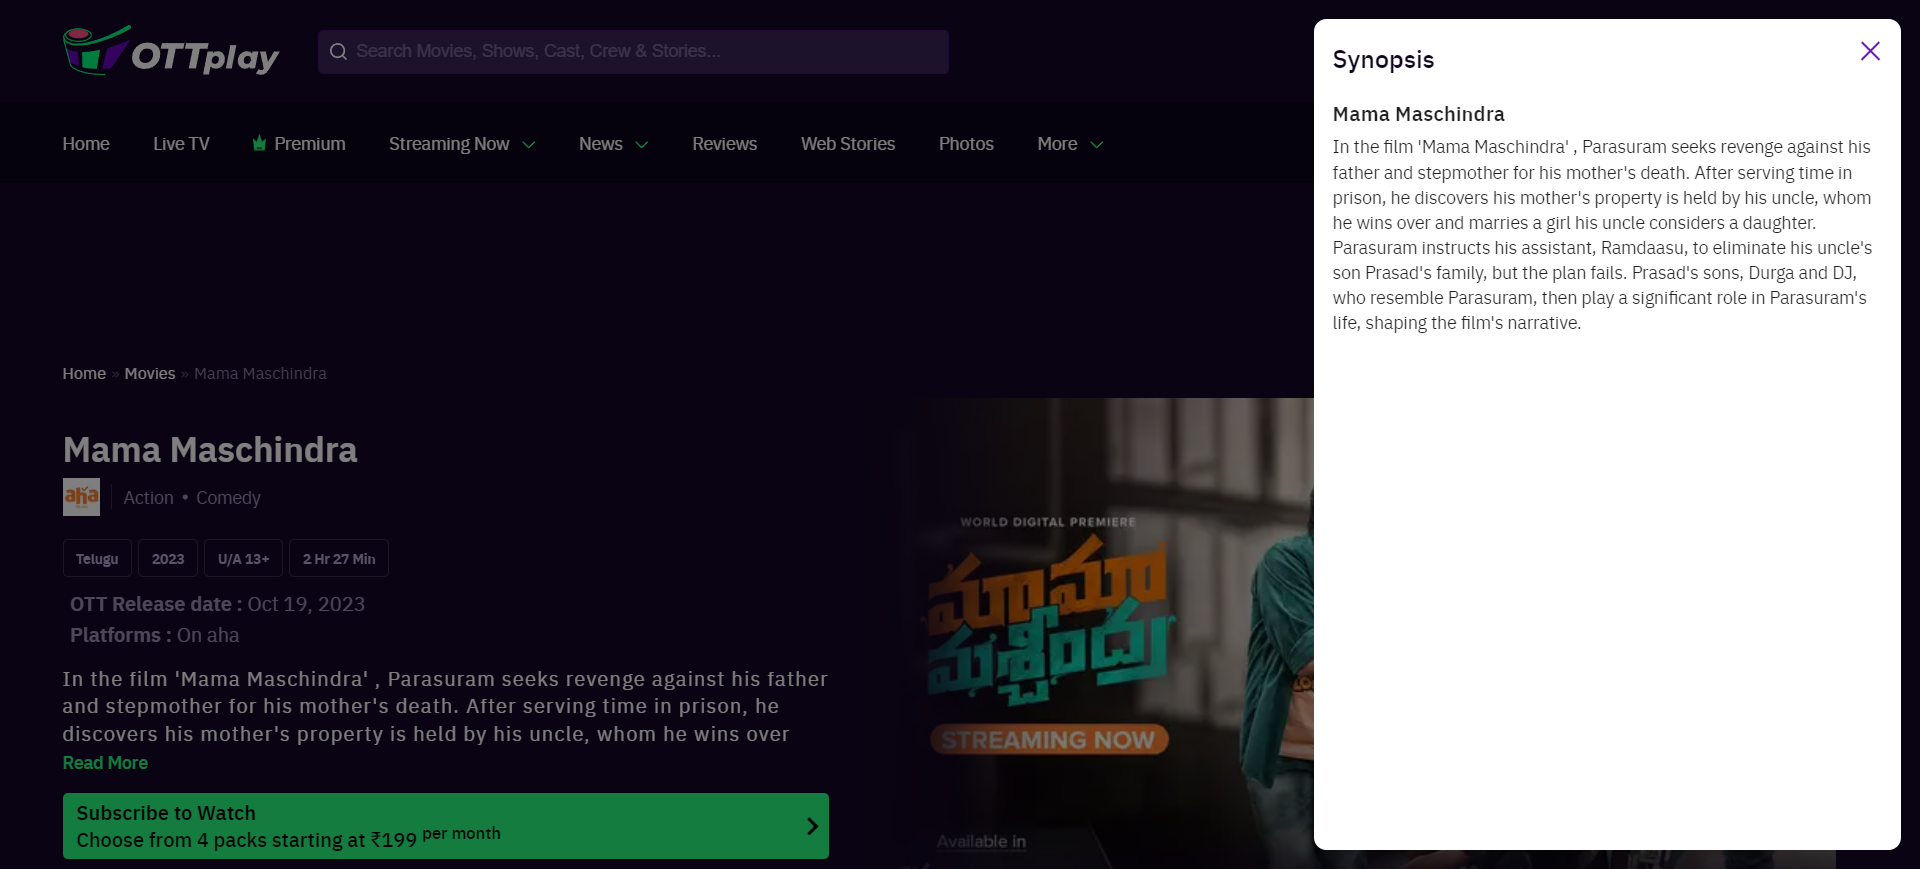 OTTplay
Search Movies, Shows, Cast, Crew & Stories...
Home
Live TV
Premium
Streaming Now
News
Reviews
Web Stories
Photos
More
Home » Movies » Mama Maschindra
Mama Maschindra
aha
Action • Comedy
Telugu
2023
U/A 13+
2 Hr 27 Min
OTT Release date : Oct 19, 2023
Platforms : On aha
In the film 'Mama Maschindra' , Parasuram seeks revenge against his father
and stepmother for his mother's death. After serving time in prison, he
discovers his mother's property is held by his uncle, whom he wins over
Read More
Subscribe to Watch
Choose from 4 packs starting at ₹199 per month
WORLD DIGITAL PREMIERE
మామా
మశ్చీంద్ర
STREAMING NOW
Available in
Synopsis
Mama Maschindra
In the film 'Mama Maschindra' , Parasuram seeks revenge against his
father and stepmother for his mother's death. After serving time in
prison, he discovers his mother's property is held by his uncle, whom
he wins over and marries a girl his uncle considers a daughter.
Parasuram instructs his assistant, Ramdaasu, to eliminate his uncle's
son Prasad's family, but the plan fails. Prasad's sons, Durga and DJ,
who resemble Parasuram, then play a significant role in Parasuram's
life, shaping the film's narrative.